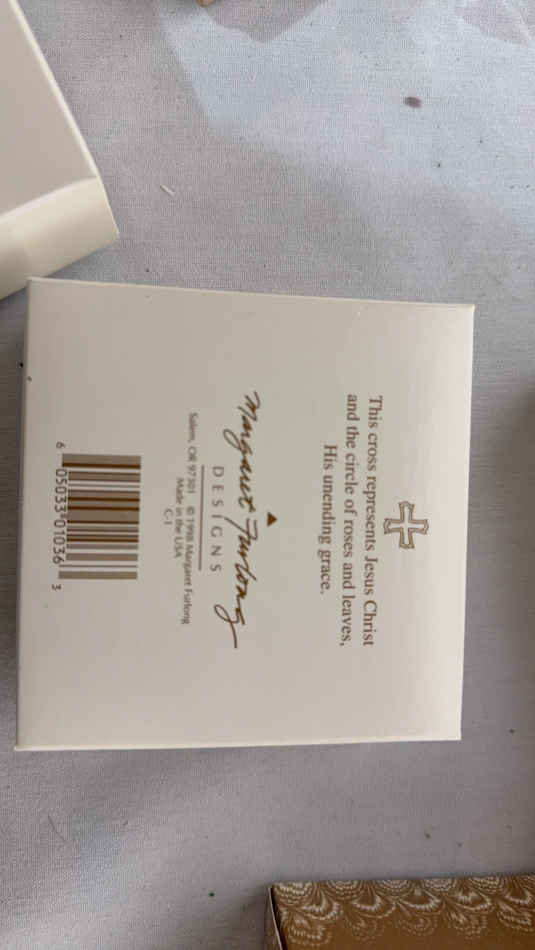 This cross represents Jesus Christ
and the circle of roses and leaves,
His unending grace.
Margaret Furlong
DESIGNS
Salem, OR 97301 © 1998 Margaret Furlong
Made in the USA
C-1
6 05033 01036 3